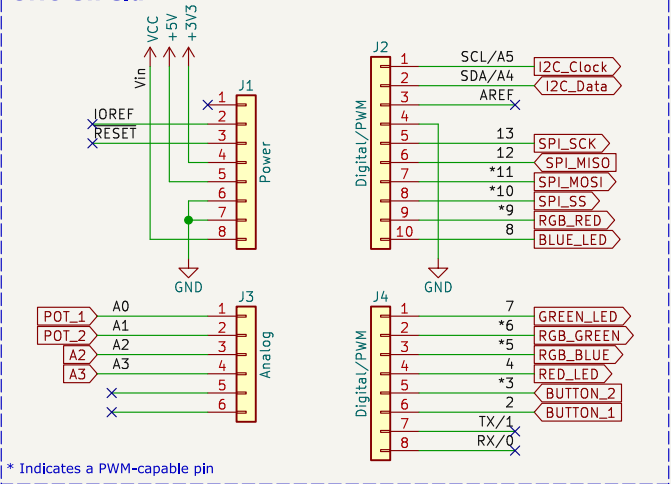 VCC
+5V
+3V3
Vin
J1
1
IOREF 2
RESET 3
4
5
6
7
8
Power
GND
J2
1 SCL/A5 I2C_Clock
2 SDA/A4 I2C_Data
3 AREF
4
5 13 SPI_SCK
6 12 SPI_MISO
7 *11 SPI_MOSI
8 *10 SPI_SS
9 *9 RGB_RED
10 8 BLUE_LED
Digital/PWM
GND
J3
POT_1 A0 1
POT_2 A1 2
A2 A2 3
A3 A3 4
5
6
Analog
J4
1 7 GREEN_LED
2 *6 RGB_GREEN
3 *5 RGB_BLUE
4 4 RED_LED
5 *3 BUTTON_2
6 2 BUTTON_1
7 TX/1
8 RX/0
Digital/PWM
* Indicates a PWM-capable pin